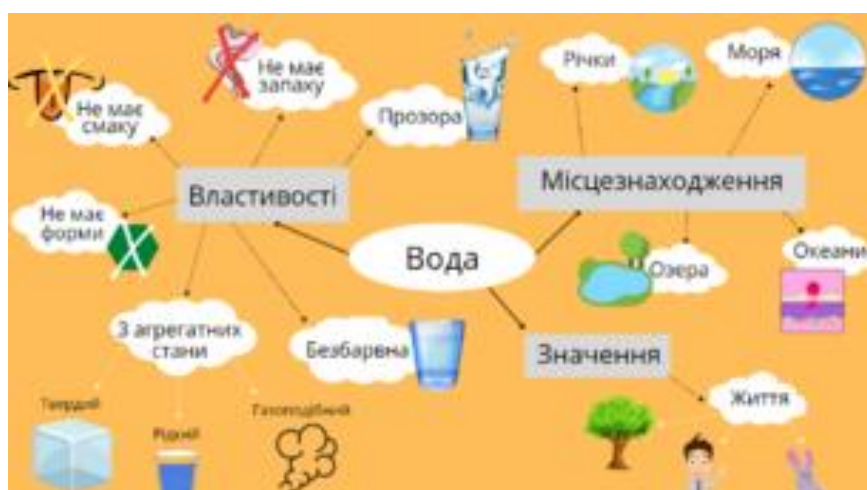 Не має
смаку
Не має
запаху
Прозора
Річки
Моря
Властивості
Місцезнаходження
Не має
форми
Вода
Озера
Океани
3 агрегатних
стани
Безбарвна
Значення
Твердий
Рідкий
Газоподібний
Життя